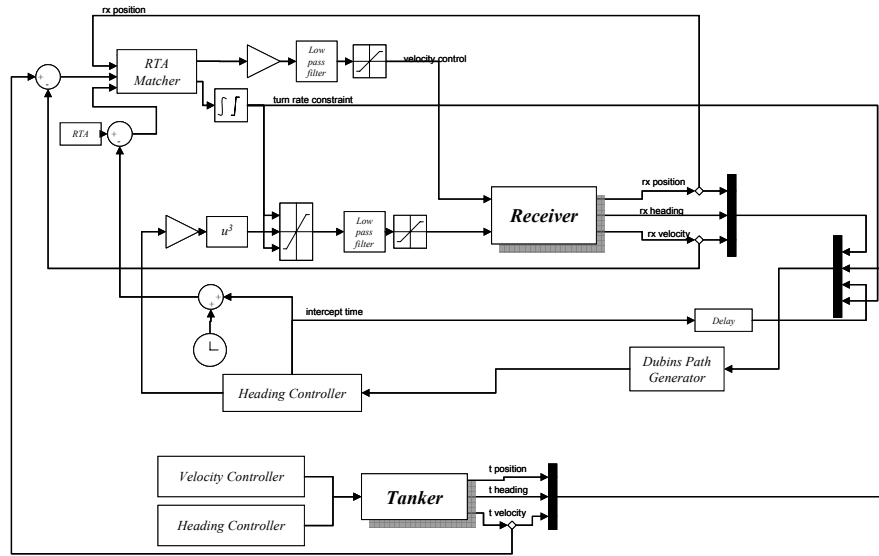 rx position
RTA
Matcher
Low
pass
filter
velocity control
+
-
turn rate constraint
RTA
+
-
rx position
Receiver
rx heading
rx velocity
u³
Low
pass
filter
+
+
intercept time
Delay
Dubins Path
Generator
Heading Controller
Velocity Controller
Heading Controller
Tanker
t position
t heading
t velocity